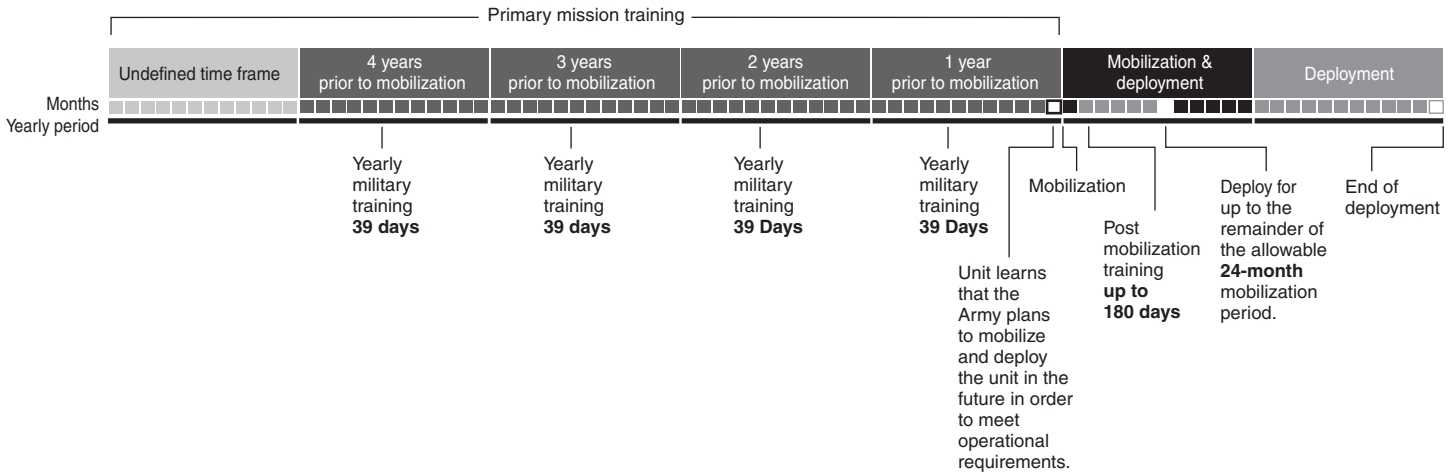 Primary mission training
Undefined time frame
4 years
prior to mobilization
3 years
prior to mobilization
2 years
prior to mobilization
1 year
prior to mobilization
Mobilization &
deployment
Deployment
Months
Yearly period
Yearly
military
training
39 days
Yearly
military
training
39 days
Yearly
military
training
39 Days
Yearly
military
training
39 Days
Unit learns
that the
Army plans
to mobilize
and deploy
the unit in the
future in order
to meet
operational
requirements.
Mobilization
Post
mobilization
training
up to
180 days
Deploy for
up to the
remainder of
the allowable
24-month
mobilization
period.
End of
deployment